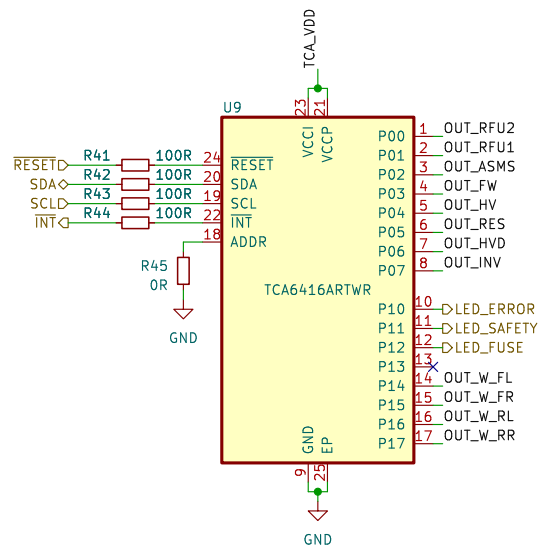 TCA_VDD
U9
23
21
VCCI
VCCP
RESET R41 100R 24 RESET
SDA R42 100R 20 SDA
SCL R43 100R 19 SCL
INT R44 100R 22 INT
18 ADDR
R45
0R
GND
TCA6416ARTWR
P00 1 OUT_RFU2
P01 2 OUT_RFU1
P02 3 OUT_ASMS
P03 4 OUT_FW
P04 5 OUT_HV
P05 6 OUT_RES
P06 7 OUT_HVD
P07 8 OUT_INV
P10 10 LED_ERROR
P11 11 LED_SAFETY
P12 12 LED_FUSE
P13 13
P14 14 OUT_W_FL
P15 15 OUT_W_FR
P16 16 OUT_W_RL
P17 17 OUT_W_RR
GND
EP
9
25
GND